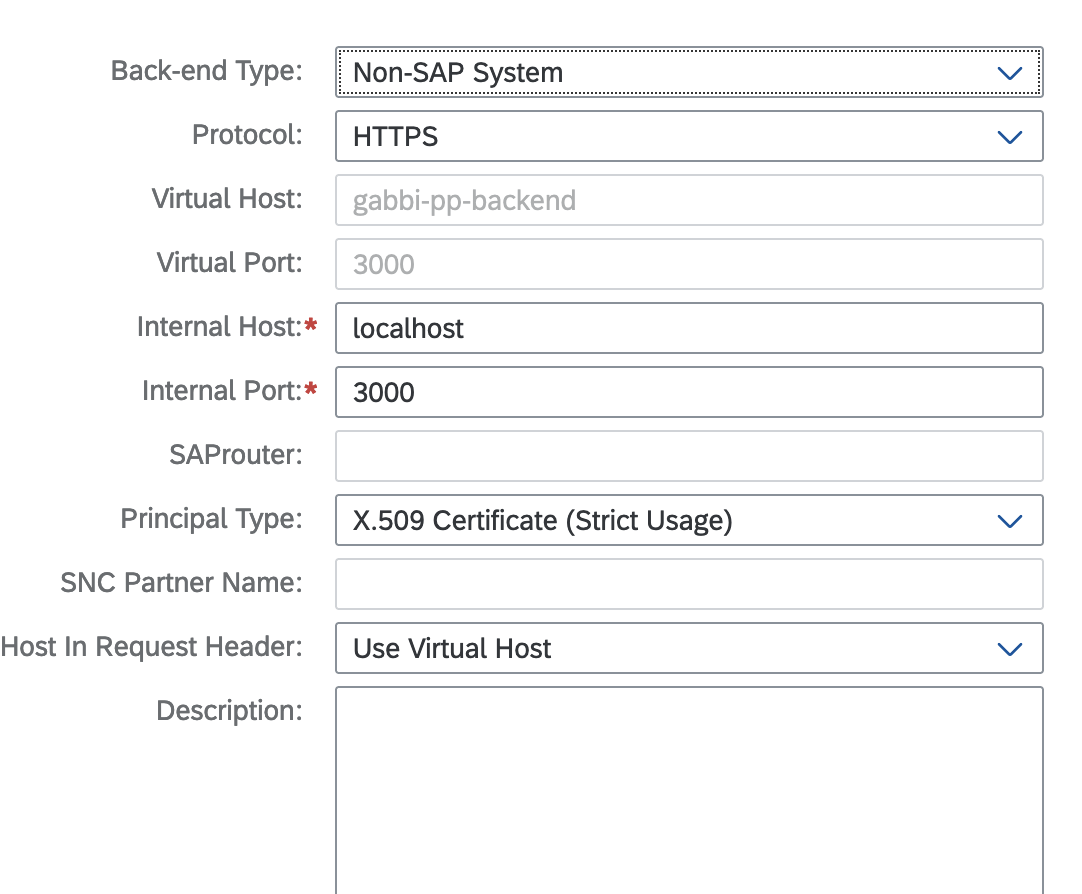 Back-end Type: Non-SAP System
Protocol: HTTPS
Virtual Host: gabbi-pp-backend
Virtual Port: 3000
Internal Host:* localhost
Internal Port:* 3000
SAProuter:
Principal Type: X.509 Certificate (Strict Usage)
SNC Partner Name:
Host In Request Header: Use Virtual Host
Description: